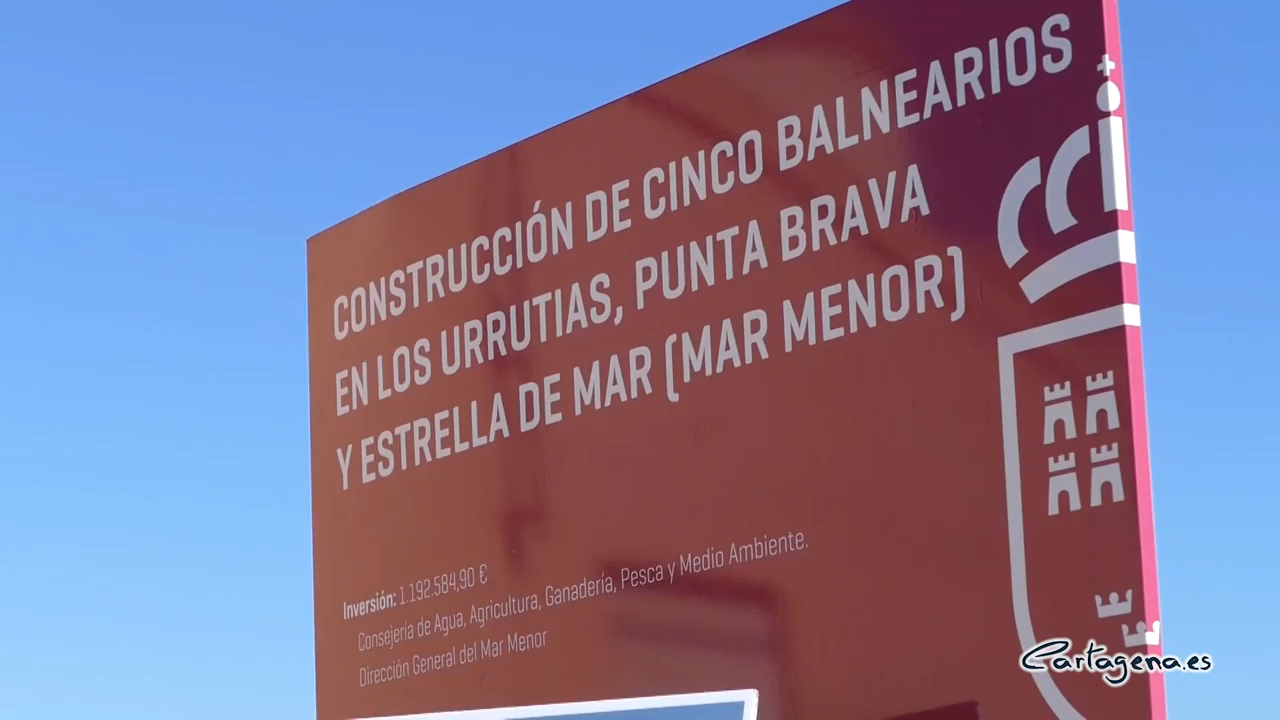 CONSTRUCCIÓN DE CINCO BALNEARIOS
EN LOS URRUTIAS, PUNTA BRAVA
Y ESTRELLA DE MAR (MAR MENOR)
Inversión: 1.192.584,90 €
Consejería de Agua, Agricultura, Ganadería, Pesca y Medio Ambiente.
Dirección General del Mar Menor
Cartagena.es